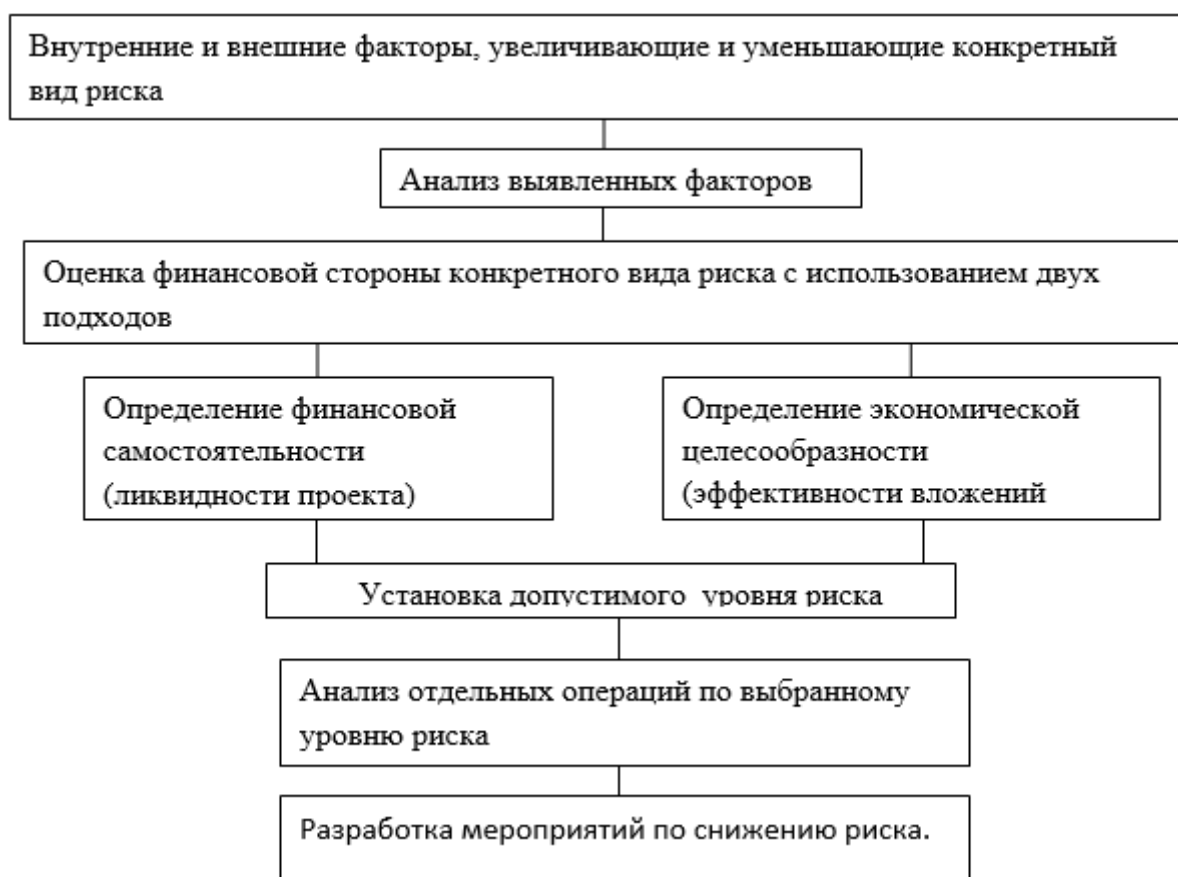 Внутренние и внешние факторы, увеличивающие и уменьшающие конкретный
вид риска
Анализ выявленных факторов
Оценка финансовой стороны конкретного вида риска с использованием двух
подходов
Определение финансовой
самостоятельности
(ликвидности проекта)
Определение экономической
целесообразности
(эффективности вложений
Установка допустимого уровня риска
Анализ отдельных операций по выбранному
уровню риска
Разработка мероприятий по снижению риска.